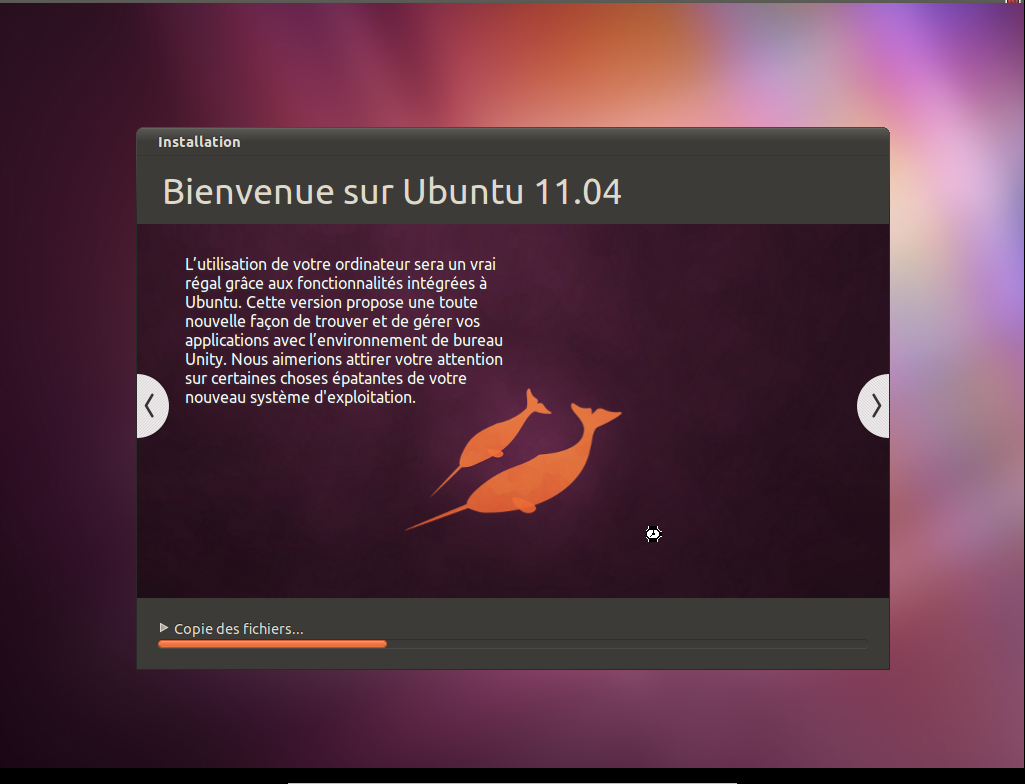 Installation
Bienvenue sur Ubuntu 11.04
L’utilisation de votre ordinateur sera un vrai
régal grâce aux fonctionnalités intégrées à
Ubuntu. Cette version propose une toute
nouvelle façon de trouver et de gérer vos
applications avec l’environnement de bureau
Unity. Nous aimerions attirer votre attention
sur certaines choses épatantes de votre
nouveau système d'exploitation.
Copie des fichiers...